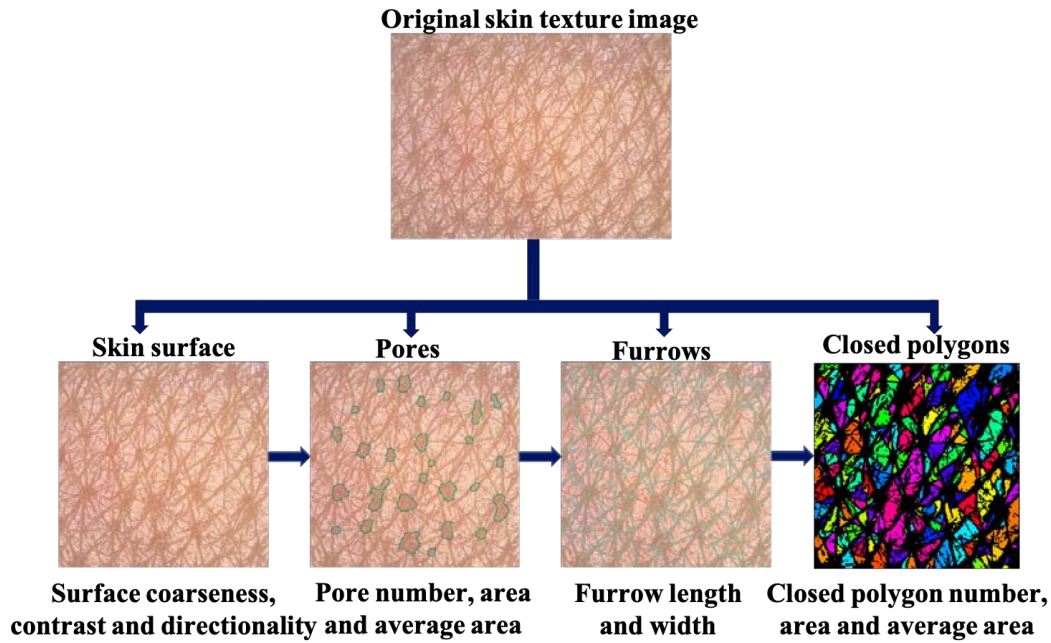 Original skin texture image
Skin surface
Pores
Furrows
Closed polygons
Surface coarseness,
contrast and directionality
Pore number, area
and average area
Furrow length
and width
Closed polygon number,
area and average area